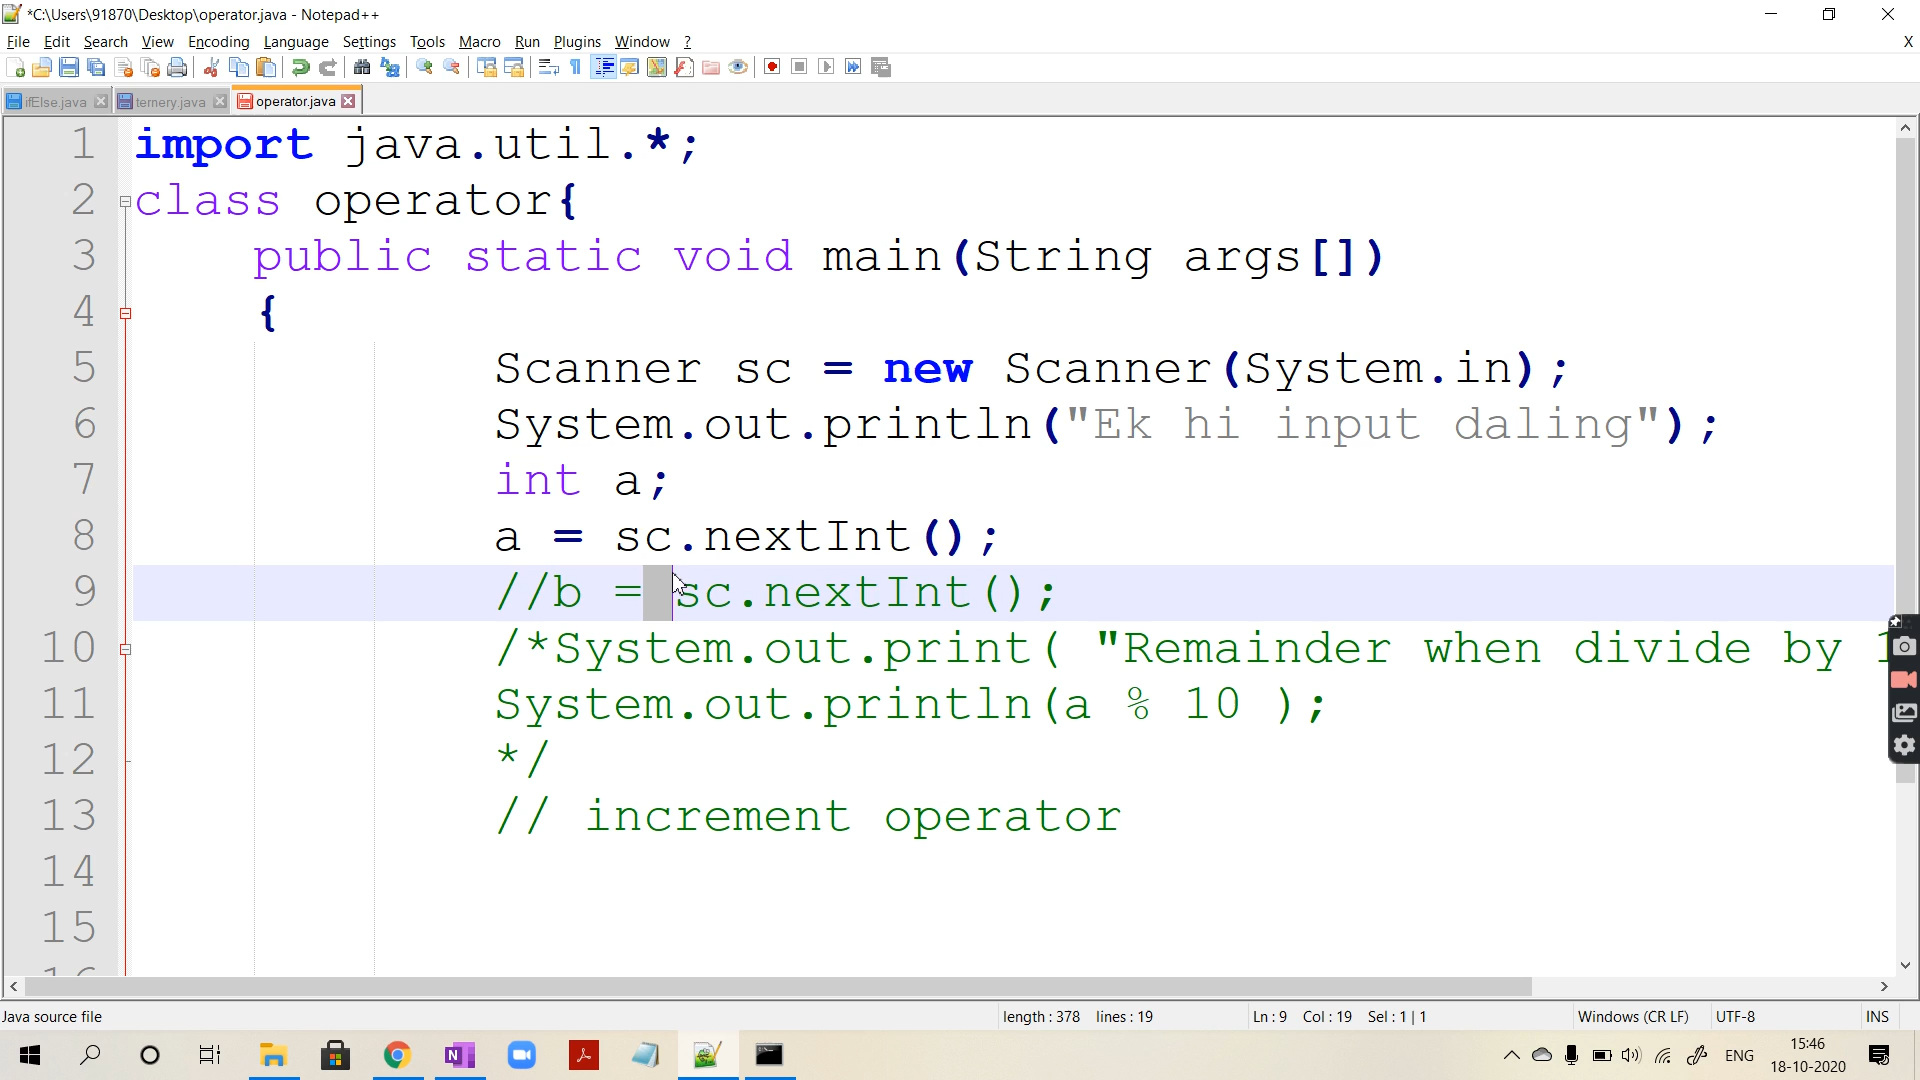 *C:\Users\91870\Desktop\operator.java - Notepad++
File Edit Search View Encoding Language Settings Tools Macro Run Plugins Window ? X
ifElse.java ternery.java operator.java
1 import java.util.*;
2 class operator{
3 public static void main(String args[])
4 {
5 Scanner sc = new Scanner(System.in);
6 System.out.println("Ek hi input daling");
7 int a;
8 a = sc.nextInt();
9 //b = sc.nextInt();
10 /*System.out.print( "Remainder when divide by 1
11 System.out.println(a % 10 );
12 */
13 // increment operator
14
15
16
Java source file length : 378 lines : 19 Ln : 9 Col : 19 Sel : 1 | 1 Windows (CR LF) UTF-8 INS
ENG 15:46
18-10-2020